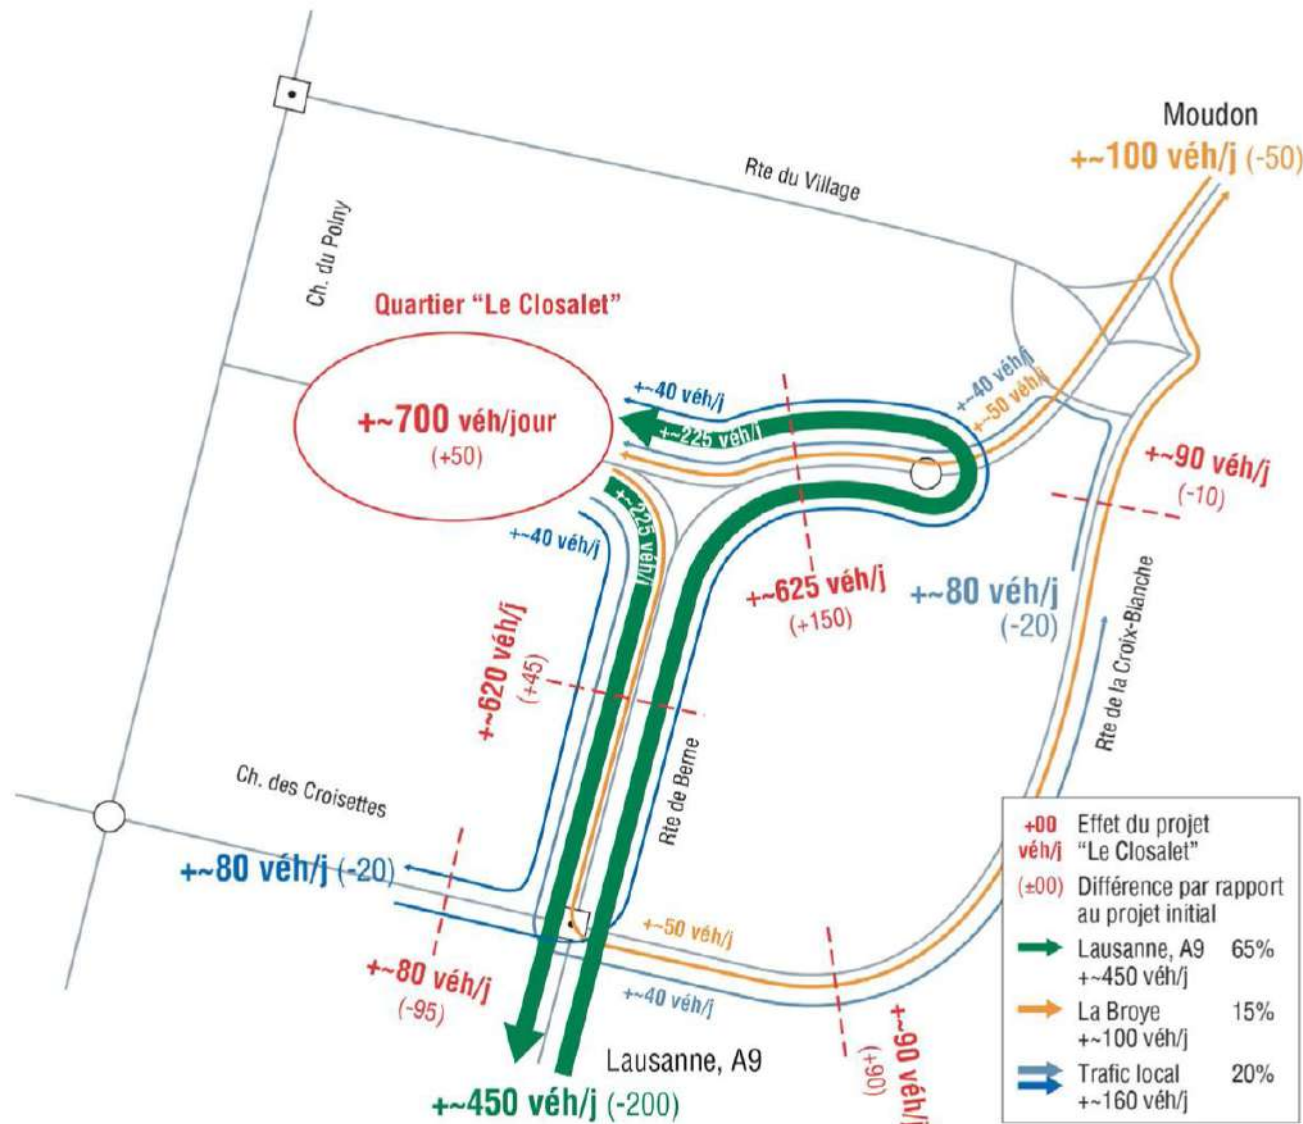 Moudon
+~100 véh/j (-50)
Rte du Village
Ch. du Polny
Quartier “Le Closalet”
+~700 véh/jour
(+50)
+~40 véh/j
+~225 véh/j
+~40 véh/j
+~50 véh/j
+~90 véh/j
(-10)
+~225 véh/j
+~40 véh/j
+~625 véh/j
(+150)
+~80 véh/j
(-20)
+~620 véh/j
(+45)
Rte de la Croix-Blanche
Rte de Berne
Ch. des Croisettes
+~80 véh/j (-20)
+~50 véh/j
+~40 véh/j
+~80 véh/j
(-95)
+~90 véh/j
(+90)
Lausanne, A9
+~450 véh/j (-200)
+00 Effet du projet
véh/j “Le Closalet”
(±00) Différence par rapport
au projet initial
Lausanne, A9 65%
+~450 véh/j
La Broye 15%
+~100 véh/j
Trafic local 20%
+~160 véh/j